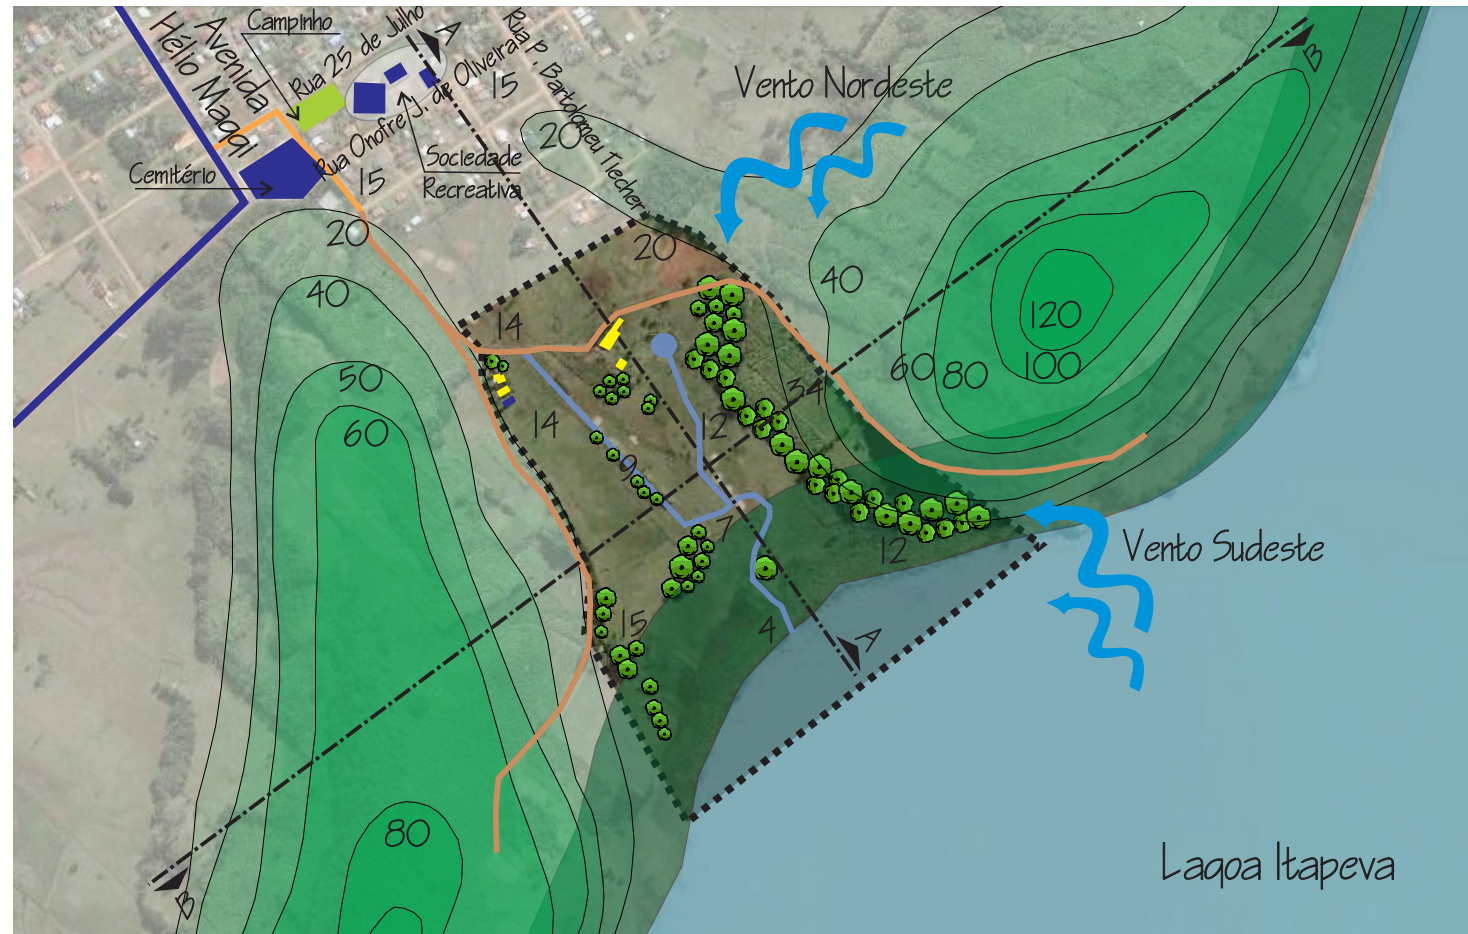 Campinho
Avenida
Hélio Maggi
Rua 25 de Julho
A
Rua Onofre J. de Oliveira
Rua P. Bartolomeu Tiecher
15
Vento Nordeste
B
20
Cemitério
Sociedade
Recreativa
15
20
20
40
40
14
120
60
80
100
50
34
14
12
60
9
7
12
Vento Sudeste
15
4
A
80
Lagoa Itapeva
B